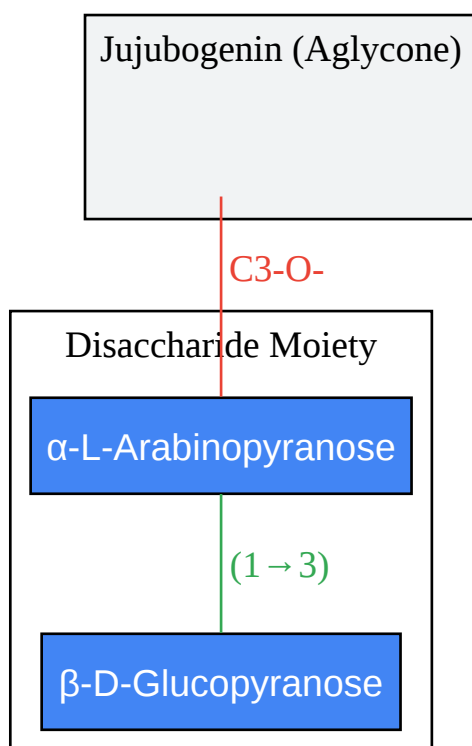 Jujubogenin (Aglycone)
C3-O-
Disaccharide Moiety
α-L-Arabinopyranose
(1→3)
β-D-Glucopyranose